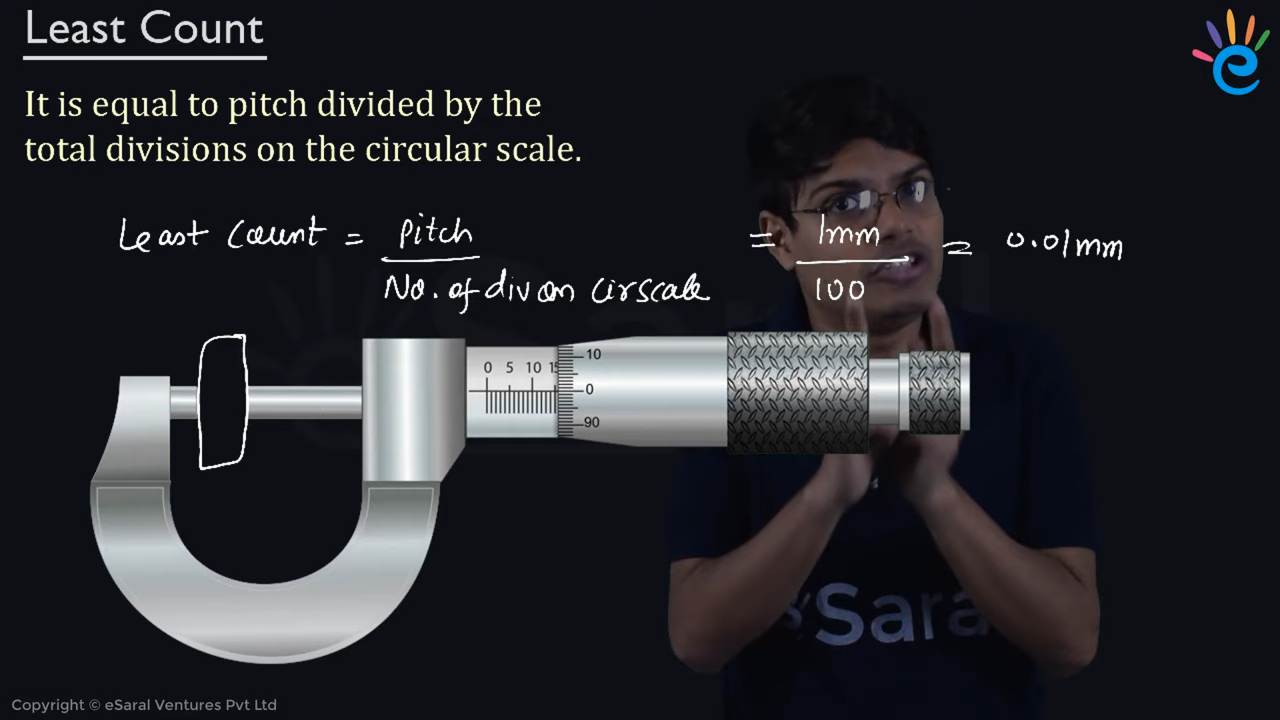 Least Count
It is equal to pitch divided by the
total divisions on the circular scale.
Least Count = Pitch / No. of div on cir scale = 1mm / 100 = 0.01mm
0 5 10 15
10
0
90
eSaral
Copyright © eSaral Ventures Pvt Ltd